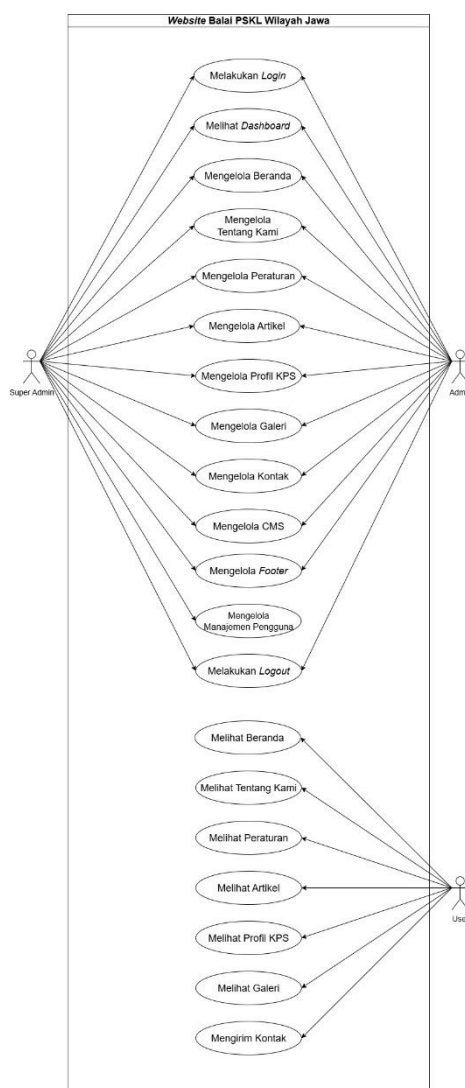 Website Balai PSKL Wilayah Jawa
Melakukan Login
Melihat Dashboard
Mengelola Beranda
Mengelola
Tentang Kami
Mengelola Peraturan
Mengelola Artikel
Super Admin
Admi
Mengelola Profil KPS
Mengelola Galeri
Mengelola Kontak
Mengelola CMS
Mengelola Footer
Mengelola
Manajemen Pengguna
Melakukan Logout
Melihat Beranda
Melihat Tentang Kami
Melihat Peraturan
Melihat Artikel
Use
Melihat Profil KPS
Melihat Galeri
Mengirim Kontak